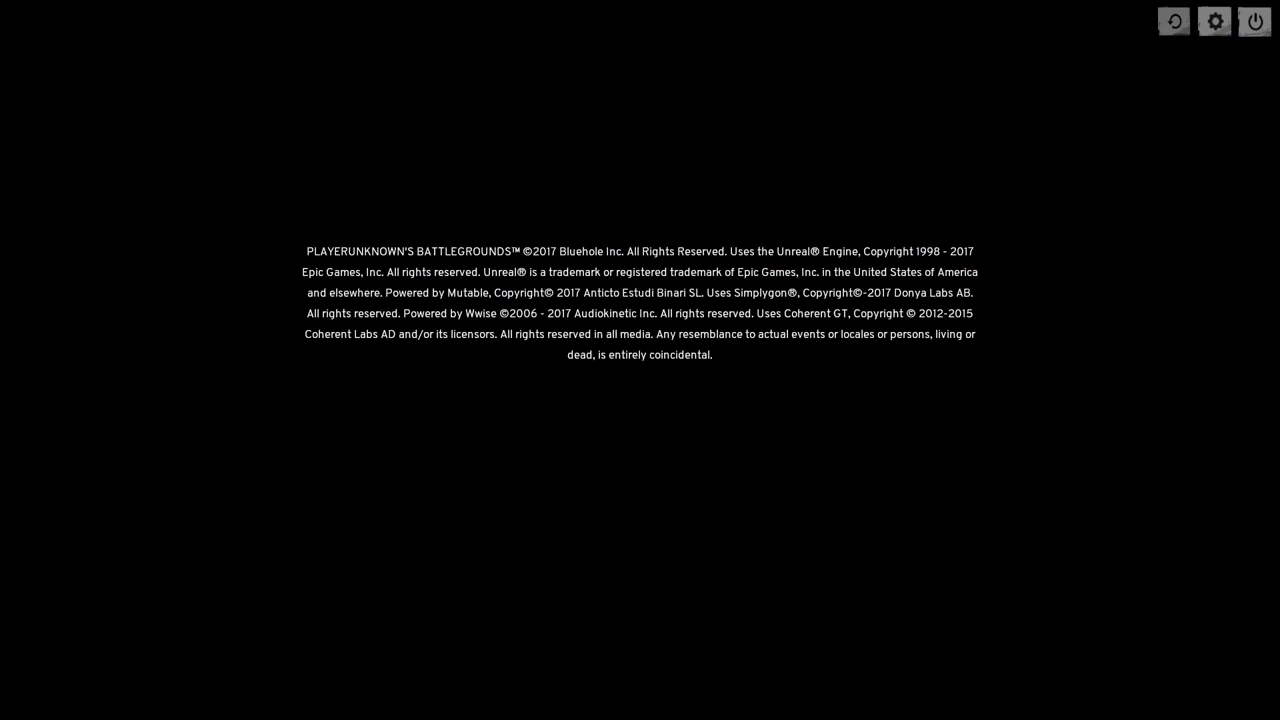 PLAYERUNKNOWN'S BATTLEGROUNDS™ ©2017 Bluehole Inc. All Rights Reserved. Uses the Unreal® Engine, Copyright 1998 - 2017
Epic Games, Inc. All rights reserved. Unreal® is a trademark or registered trademark of Epic Games, Inc. in the United States of America
and elsewhere. Powered by Mutable, Copyright© 2017 Anticto Estudi Binari SL. Uses Simplygon®, Copyright©-2017 Donya Labs AB.
All rights reserved. Powered by Wwise ©2006 - 2017 Audiokinetic Inc. All rights reserved. Uses Coherent GT, Copyright © 2012-2015
Coherent Labs AD and/or its licensors. All rights reserved in all media. Any resemblance to actual events or locales or persons, living or
dead, is entirely coincidental.